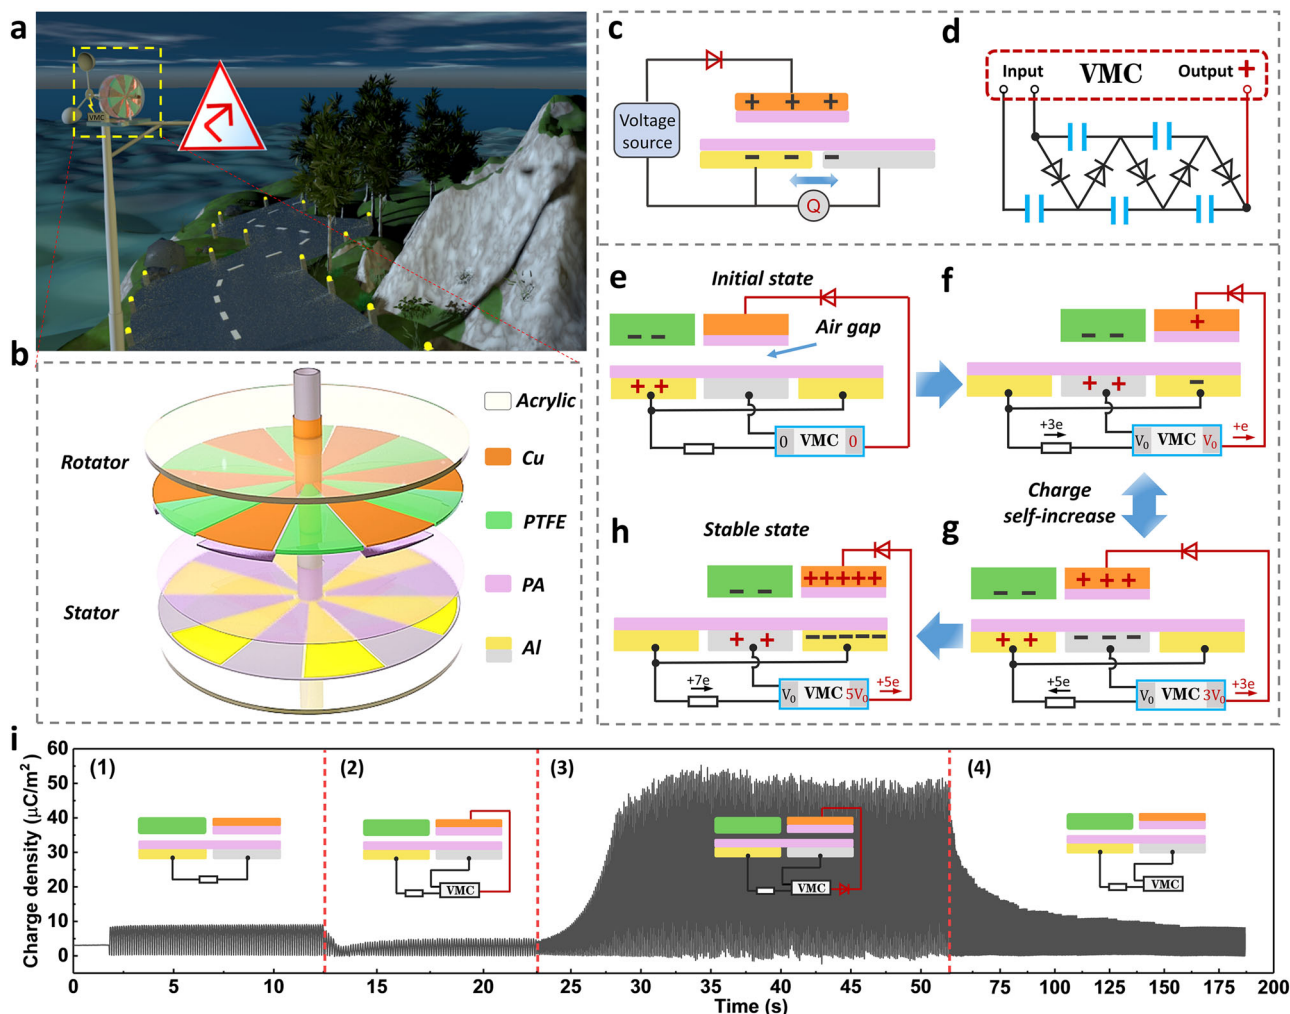 a
VMC
b
Rotator
Stator
Acrylic
Cu
PTFE
PA
Al
c
Voltage
source
+ + +
− − −
Q
d
Input
VMC
Output +
e
Initial state
Air gap
− −
+ +
0 VMC 0
f
+
− −
+ +
−
+3e
V₀ VMC V₀
+e
Charge
self-increase
g
+ + +
− −
+ +
− − −
+5e
V₀ VMC 3V₀
+3e
h
Stable state
+++++
− −
+ +
−−−−−
+7e
V₀ VMC 5V₀
+5e
i
Charge density (μC/m²)
60
50
40
30
20
10
0
(1)
(2)
VMC
(3)
VMC
(4)
VMC
0 5 10 15 20 25 30 35 40 45 50 75 100 125 150 175 200
Time (s)